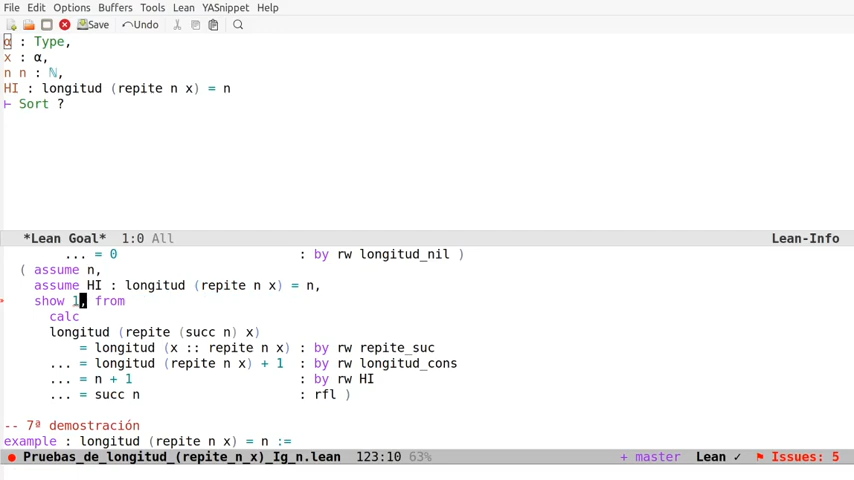 File Edit Options Buffers Tools Lean YASnippet Help
Save Undo
α : Type,
x : α,
n n : ℕ,
HI : longitud (repite n x) = n
⊢ Sort ?
*Lean Goal* 1:0 All Lean-Info
... = 0 : by rw longitud_nil )
( assume n,
assume HI : longitud (repite n x) = n,
show 1, from
calc
longitud (repite (succ n) x)
= longitud (x :: repite n x) : by rw repite_suc
... = longitud (repite n x) + 1 : by rw longitud_cons
... = n + 1 : by rw HI
... = succ n : rfl )
-- 7ª demostración
example : longitud (repite n x) = n :=
Pruebas_de_longitud_(repite_n_x)_Ig_n.lean 123:10 63% + master Lean ✓ Issues: 5